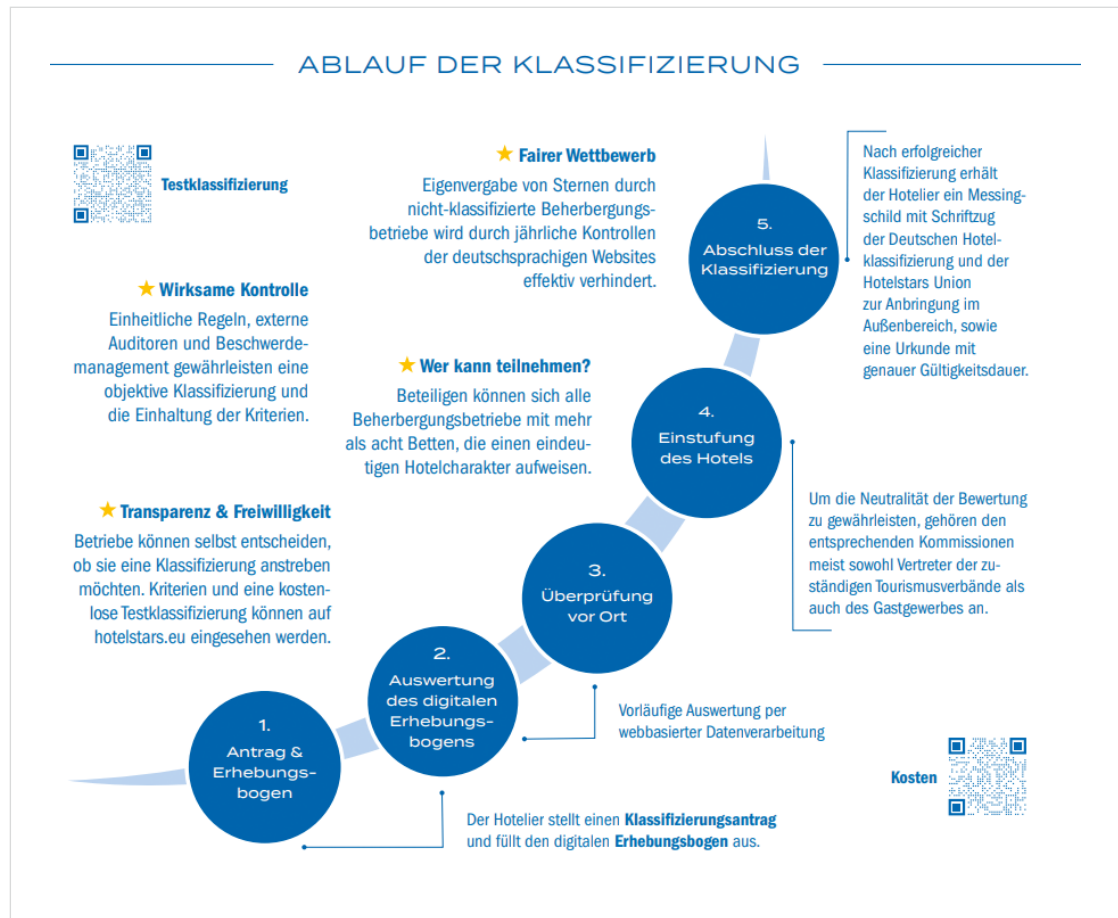 ABLAUF DER KLASSIFIZIERUNG
Testklassifizierung
★ Wirksame Kontrolle
Einheitliche Regeln, externe
Auditoren und Beschwerde-
management gewährleisten eine
objektive Klassifizierung und
die Einhaltung der Kriterien.
★ Transparenz & Freiwilligkeit
Betriebe können selbst entscheiden,
ob sie eine Klassifizierung anstreben
möchten. Kriterien und eine kosten-
lose Testklassifizierung können auf
hotelstars.eu eingesehen werden.
★ Fairer Wettbewerb
Eigenvergabe von Sternen durch
nicht-klassifizierte Beherbergungs-
betriebe wird durch jährliche Kontrollen
der deutschsprachigen Websites
effektiv verhindert.
★ Wer kann teilnehmen?
Beteiligen können sich alle
Beherbergungsbetriebe mit mehr
als acht Betten, die einen eindeu-
tigen Hotelcharakter aufweisen.
1.
Antrag &
Erhebungs-
bogen
Der Hotelier stellt einen Klassifizierungsantrag
und füllt den digitalen Erhebungsbogen aus.
2.
Auswertung
des digitalen
Erhebungs-
bogens
Vorläufige Auswertung per
webbasierter Datenverarbeitung
3.
Überprüfung
vor Ort
4.
Einstufung
des Hotels
Um die Neutralität der Bewertung
zu gewährleisten, gehören den
entsprechenden Kommissionen
meist sowohl Vertreter der zu-
ständigen Tourismusverbände als
auch des Gastgewerbes an.
5.
Abschluss der
Klassifizierung
Nach erfolgreicher
Klassifizierung erhält
der Hotelier ein Messing-
schild mit Schriftzug
der Deutschen Hotel-
klassifizierung und der
Hotelstars Union
zur Anbringung im
Außenbereich, sowie
eine Urkunde mit
genauer Gültigkeitsdauer.
Kosten